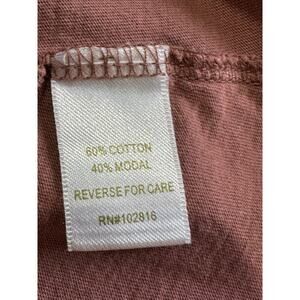 60% COTTON
40% MODAL
REVERSE FOR CARE
RN#102816